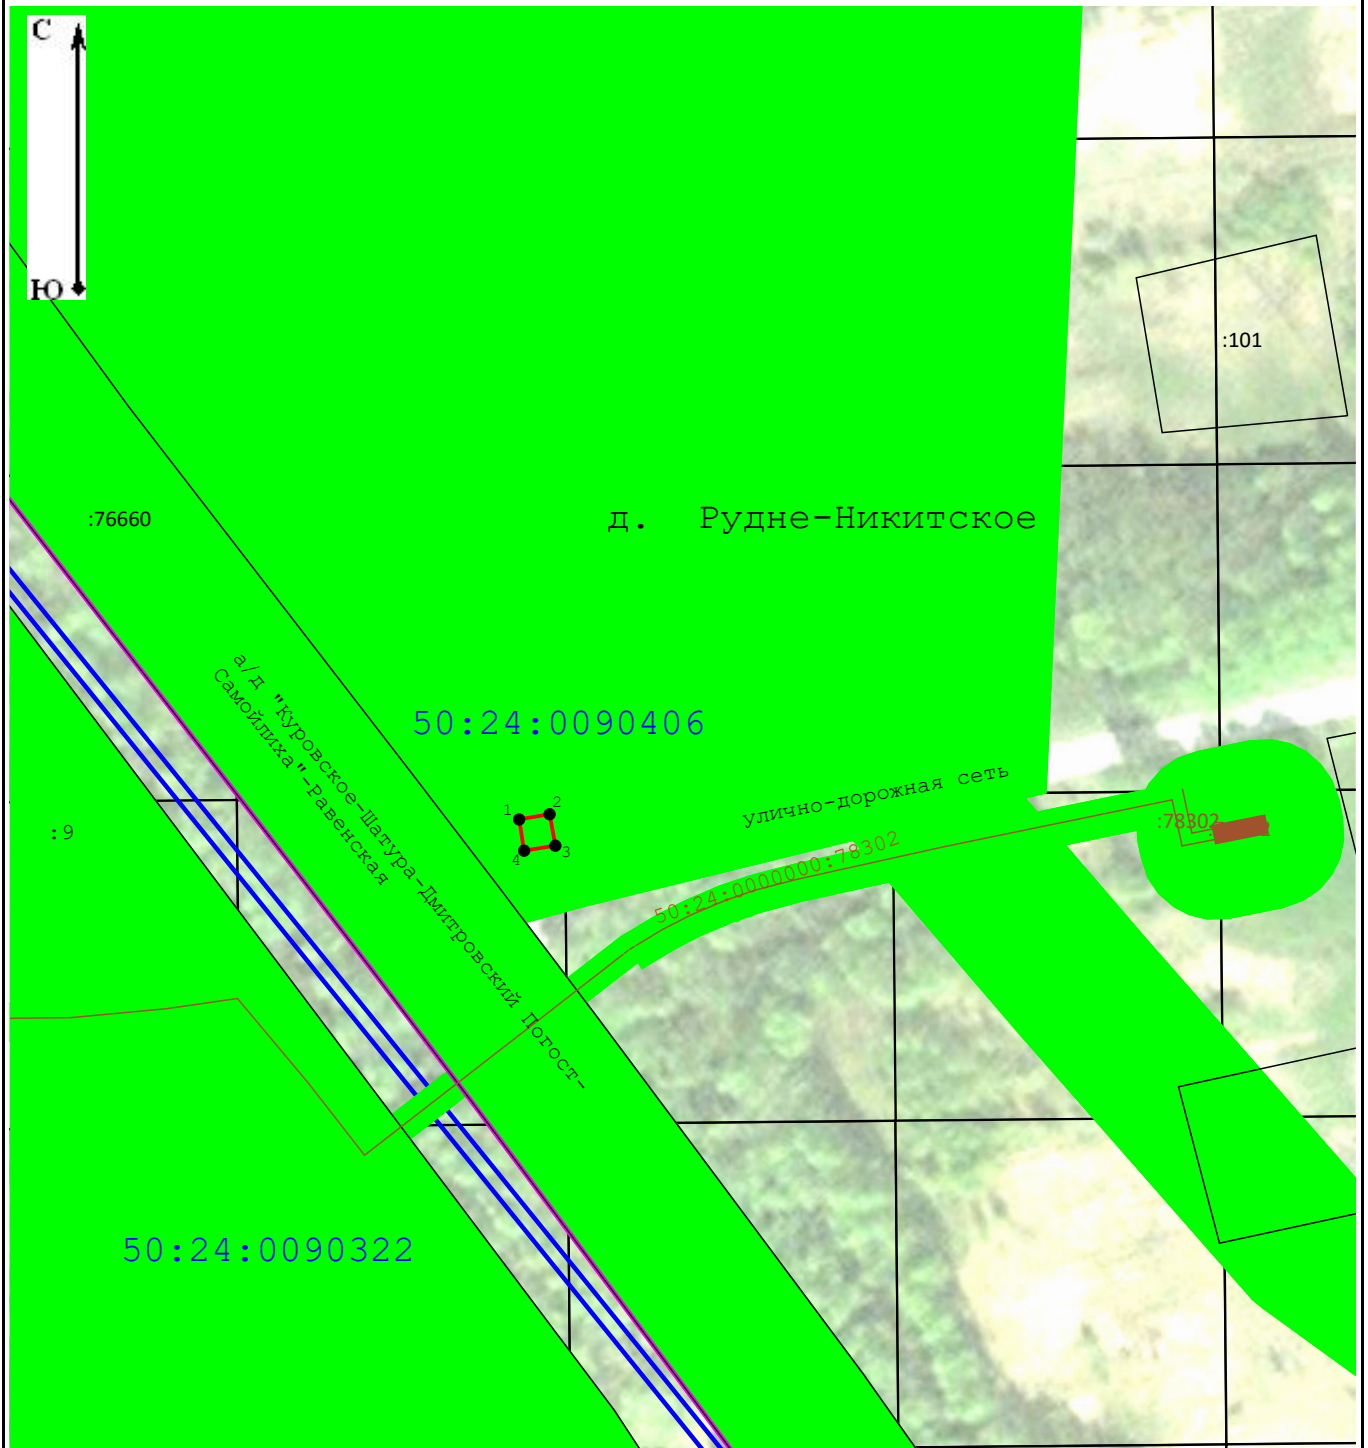 С
Ю
:101
:76660
д. Рудне-Никитское
а/д "Куровское-Шатура-Дмитровский Погост-
Самойлиха"-Равенская
50:24:0090406
Улично-дорожная сеть
1
2
3
4
:9
50:24:0000000:78302
:78302
50:24:0090322